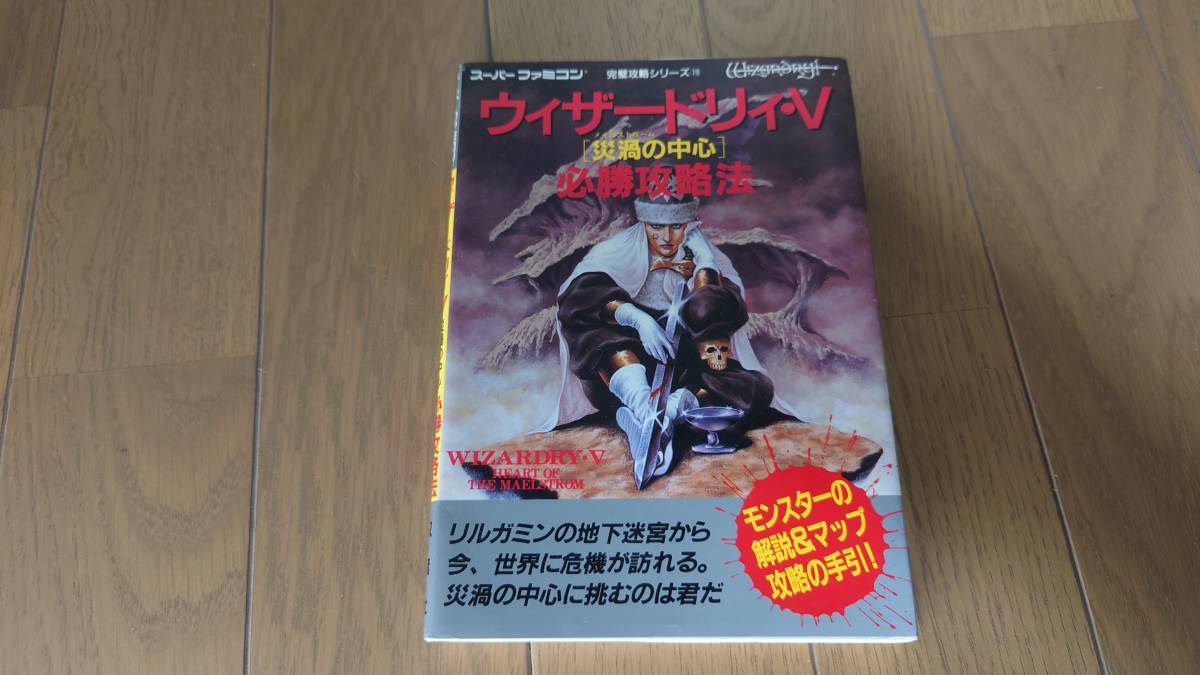 スーパーファミコン® 完璧攻略シリーズ
Wizardry
ウィザードリィ・V
メイルストローム
[災渦の中心]
必勝攻略法
WIZARDRY・V
HEART OF
THE MAELSTROM
モンスターの
解説&マップ
攻略の手引!!
リルガミンの地下迷宮から
今、世界に危機が訪れる。
災渦の中心に挑むのは君だ